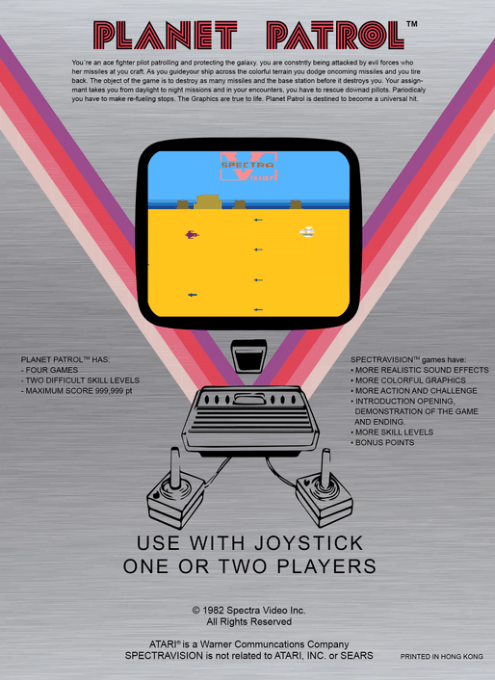 PLANET PATROL™
You're an ace fighter pilot patrolling and protecting the galaxy, you are constntly being attacked by evil forces who
her missiles at you craft. As you guideyour ship across the colorful terrain you dodge oncoming missiles and you tire
back. The object of the game is to destroy as many missiles and the base station before it destroys you. Your assign-
mant takes you from daylight to night missions and in your encounters, you have to rescue downad pilots. Pariodicaly
you have to make re-fueling stops. The Graphics are true to life. Planet Patrol is destined to become a universal hit.
SPECTRA
VISION
PLANET PATROL™ HAS:
- FOUR GAMES
- TWO DIFFICULT SKILL LEVELS
- MAXIMUM SCORE 999,999 pt
SPECTRAVISION™ games have:
• MORE REALISTIC SOUND EFFECTS
• MORE COLORFUL GRAPHICS
• MORE ACTION AND CHALLENGE
• INTRODUCTION OPENING,
DEMONSTRATION OF THE GAME
AND ENDING.
• MORE SKILL LEVELS
• BONUS POINTS
USE WITH JOYSTICK
ONE OR TWO PLAYERS
© 1982 Spectra Video Inc.
All Rights Reserved
ATARI® is a Warner Communcations Company
SPECTRAVISION is not related to ATARI, INC. or SEARS
PRINTED IN HONG KONG